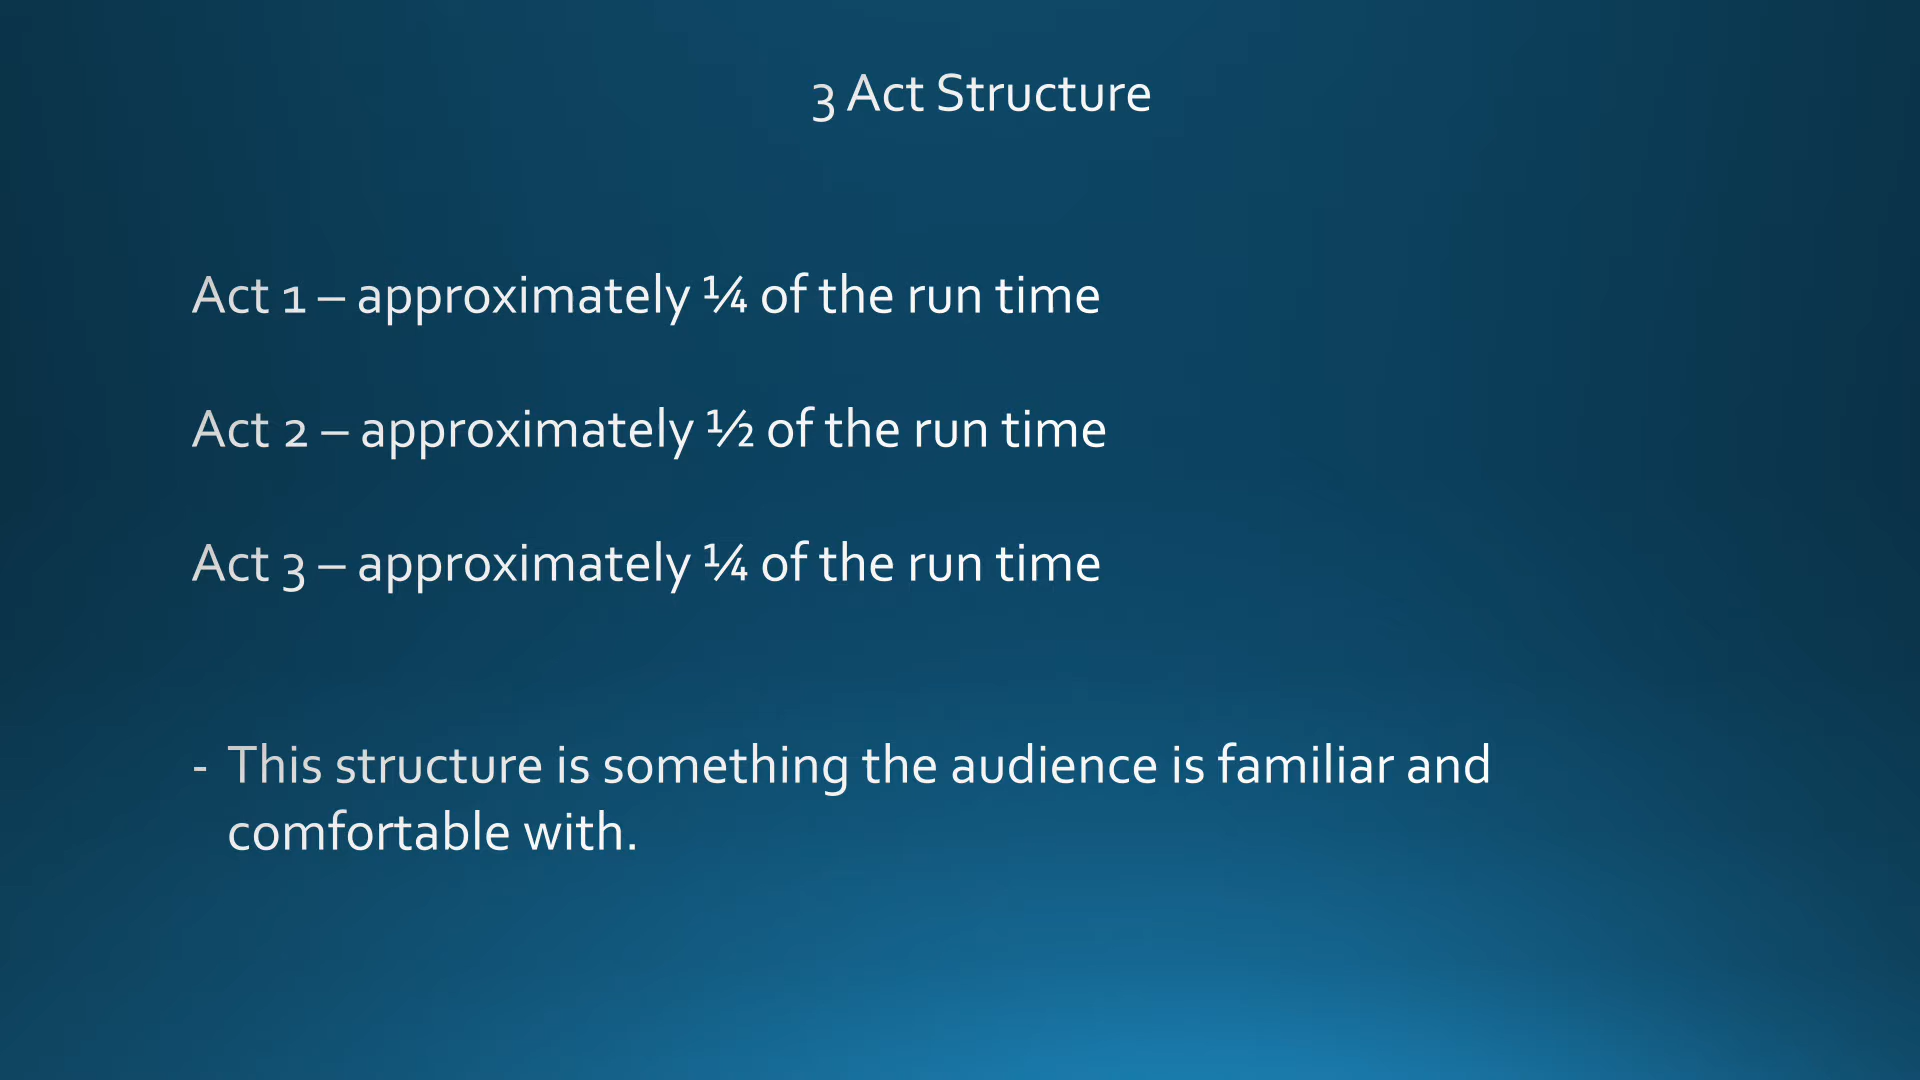 3 Act Structure
Act 1 – approximately ¼ of the run time
Act 2 – approximately ½ of the run time
Act 3 – approximately ¼ of the run time
- This structure is something the audience is familiar and
comfortable with.